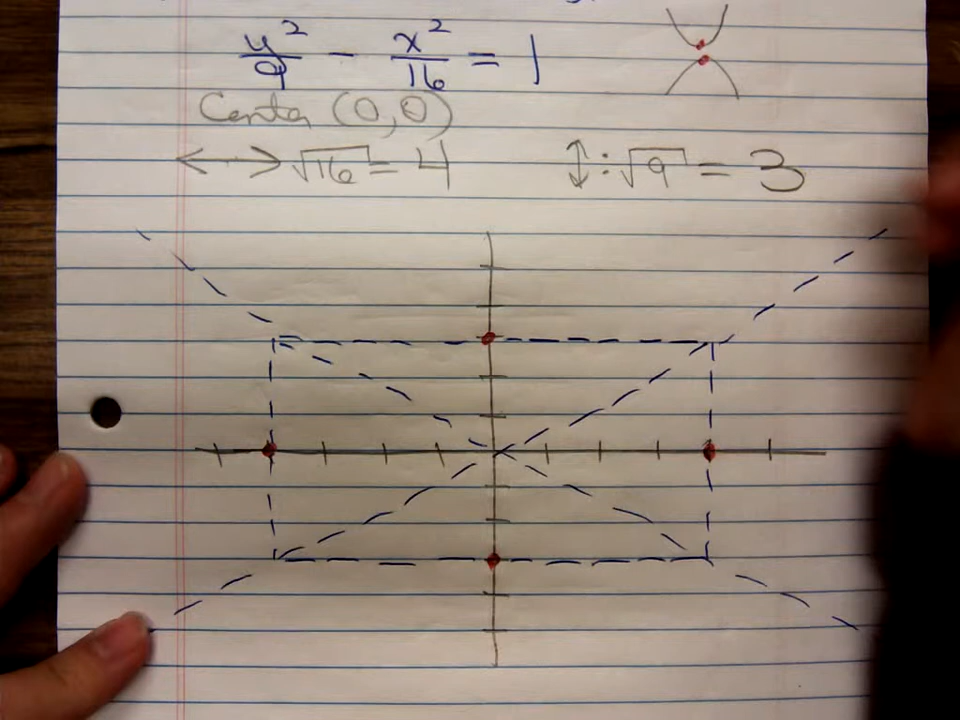 y²/9 - x²/16 = 1
Center (0,0)
↔ √16 = 4 ↕: √9 = 3